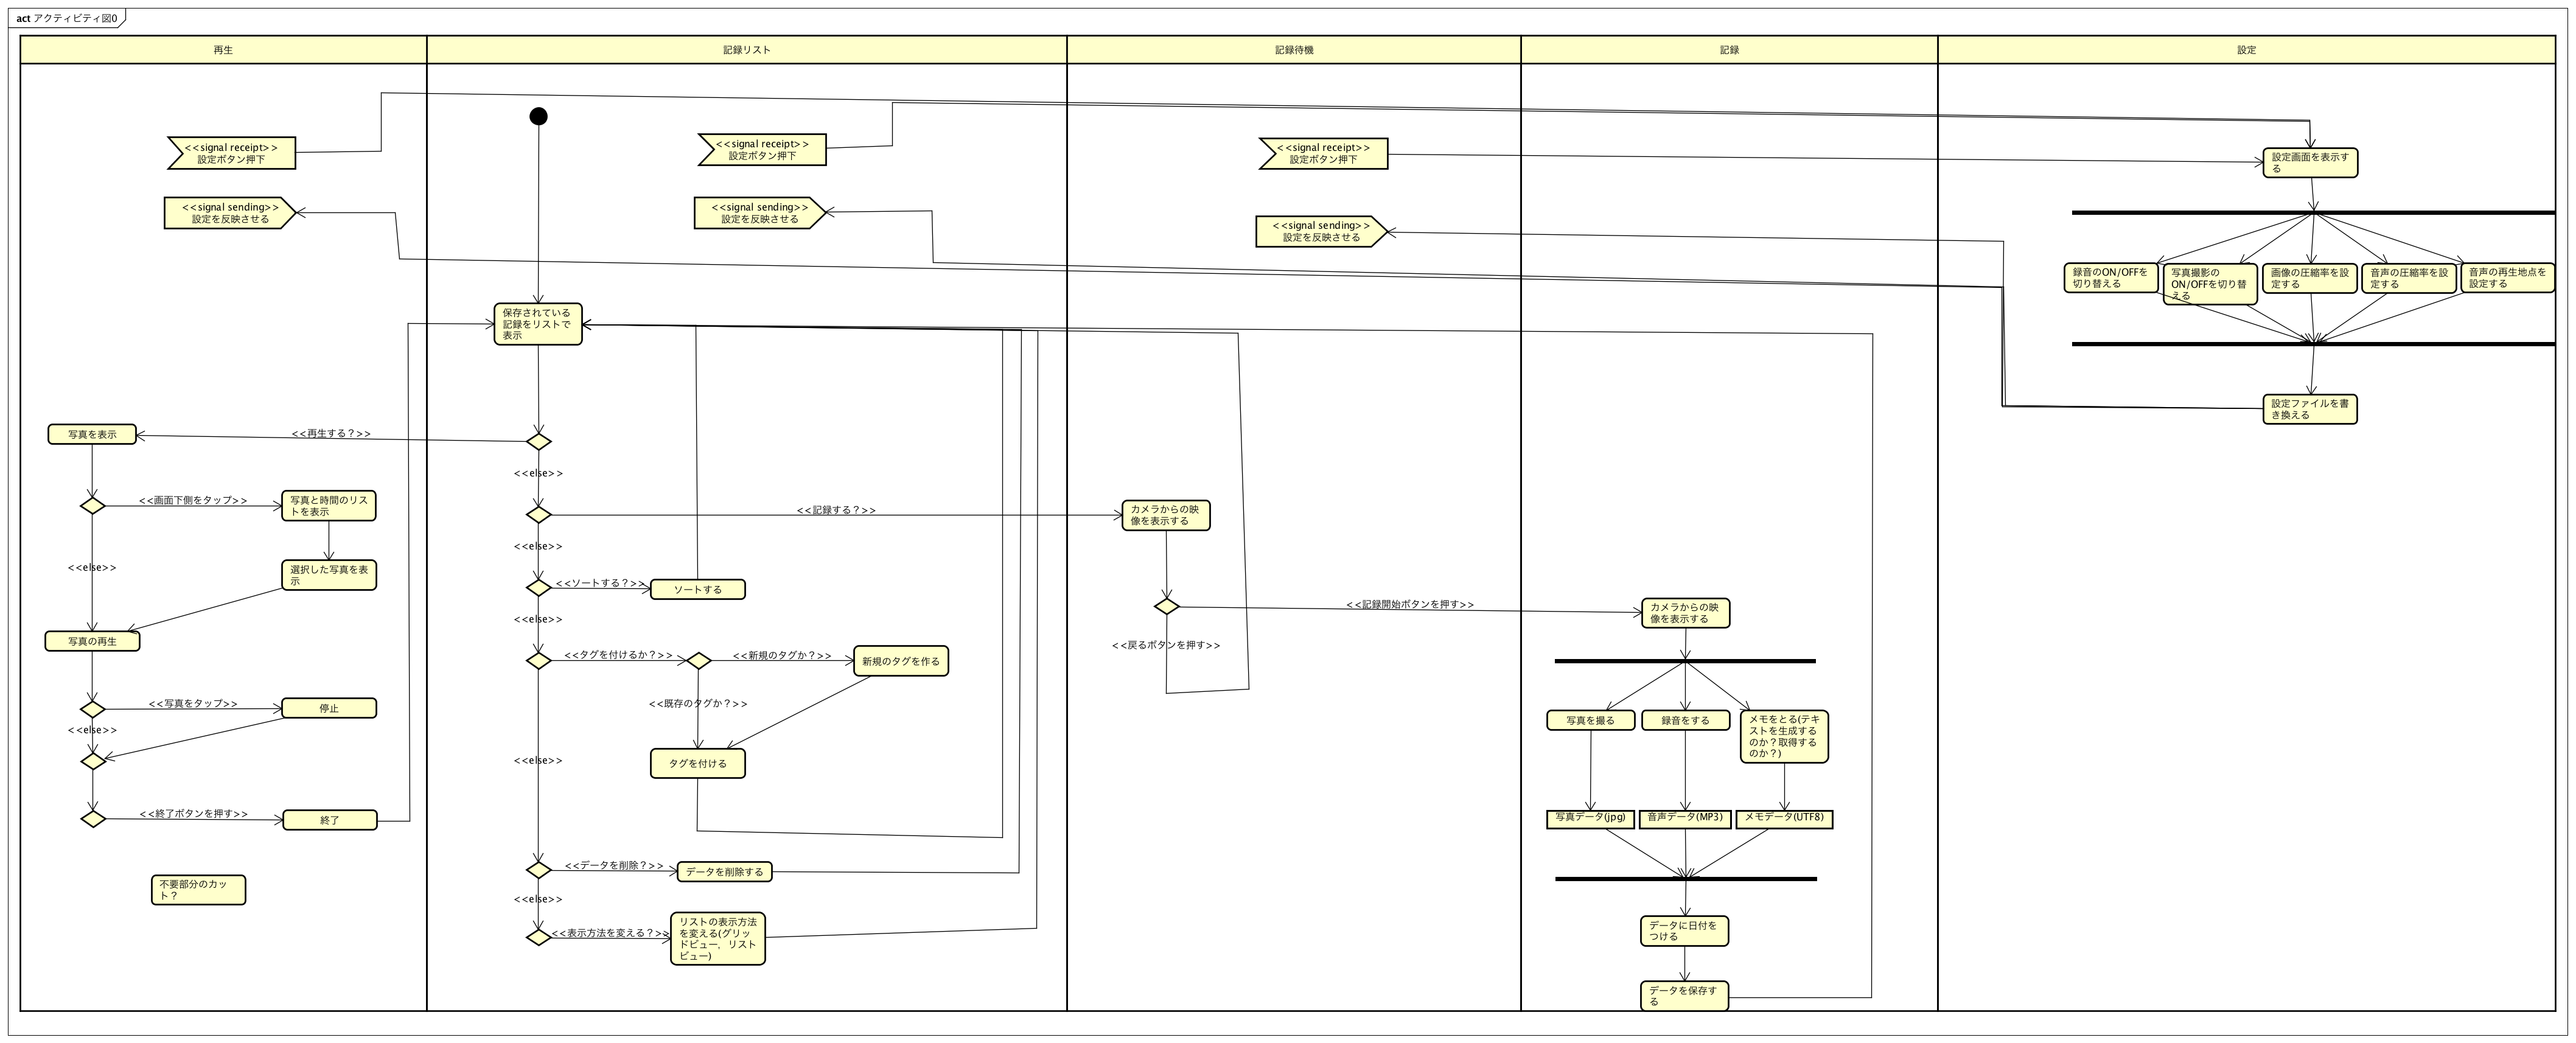 act アクティビティ図0
再生
記録リスト
記録待機
記録
設定
<<signal receipt>>
設定ボタン押下
<<signal receipt>>
設定ボタン押下
<<signal receipt>>
設定ボタン押下
設定画面を表示す
る
<<signal sending>>
設定を反映させる
<<signal sending>>
設定を反映させる
<<signal sending>>
設定を反映させる
録音のON/OFFを
切り替える
写真撮影の
ON/OFFを切り替
える
画像の圧縮率を設
定する
音声の圧縮率を設
定する
音声の再生地点を
設定する
保存されている
記録をリストで
表示
設定ファイルを書
き換える
写真を表示
<<再生する？>>
<<else>>
<<画面下側をタップ>>
写真と時間のリス
トを表示
<<記録する？>>
カメラからの映
像を表示する
<<else>>
<<else>>
選択した写真を表
示
<<ソートする？>>
ソートする
<<記録開始ボタンを押す>>
カメラからの映
像を表示する
<<else>>
写真の再生
<<タグを付けるか？>>
<<新規のタグか？>>
新規のタグを作る
<<戻るボタンを押す>>
<<写真をタップ>>
停止
<<else>>
<<既存のタグか？>>
写真を撮る
録音をする
メモをとる(テキ
ストを生成する
のか？取得する
のか？)
<<else>>
タグを付ける
<<終了ボタンを押す>>
終了
写真データ(jpg)
音声データ(MP3)
メモデータ(UTF8)
<<データを削除？>>
データを削除する
不要部分のカッ
ト？
<<else>>
<<表示方法を変える？>>
リストの表示方法
を変える(グリッ
ドビュー，リスト
ビュー)
データに日付を
つける
データを保存す
る